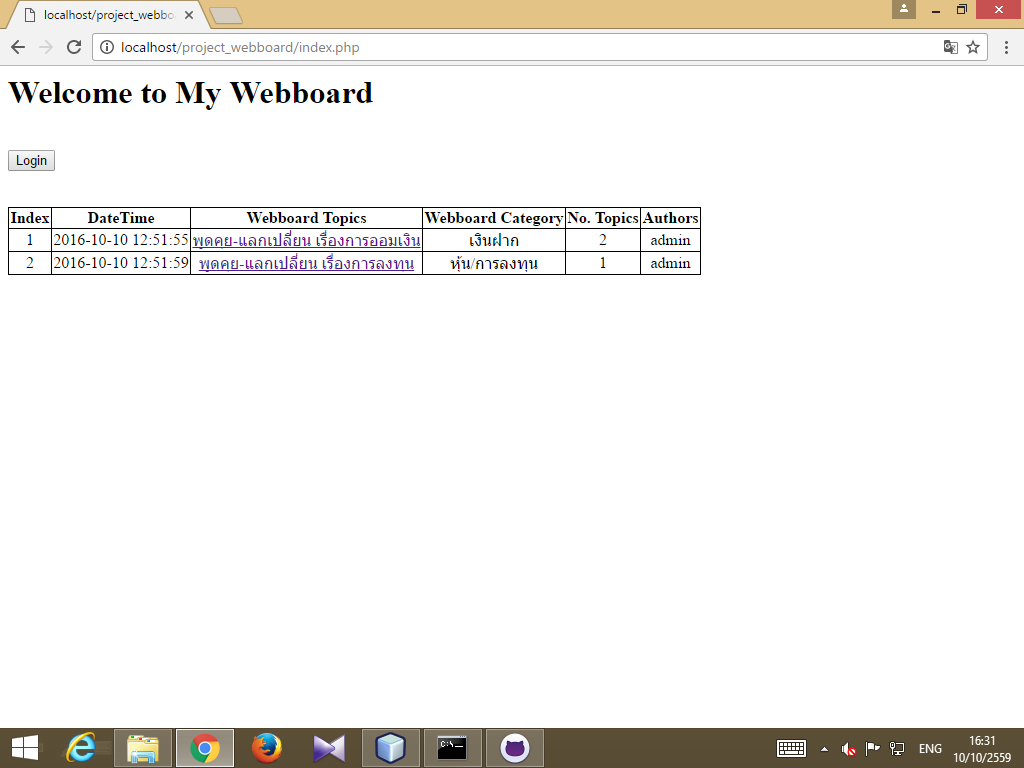 localhost/project_webbo
localhost/project_webboard/index.php
Welcome to My Webboard
Login
Index DateTime Webboard Topics Webboard Category No. Topics Authors
1 2016-10-10 12:51:55 พูดคุย-แลกเปลี่ยน เรื่องการออมเงิน เงินฝาก 2 admin
2 2016-10-10 12:51:59 พูดคุย-แลกเปลี่ยน เรื่องการลงทุน หุ้น/การลงทุน 1 admin
C:\_
ENG
16:31
10/10/2559